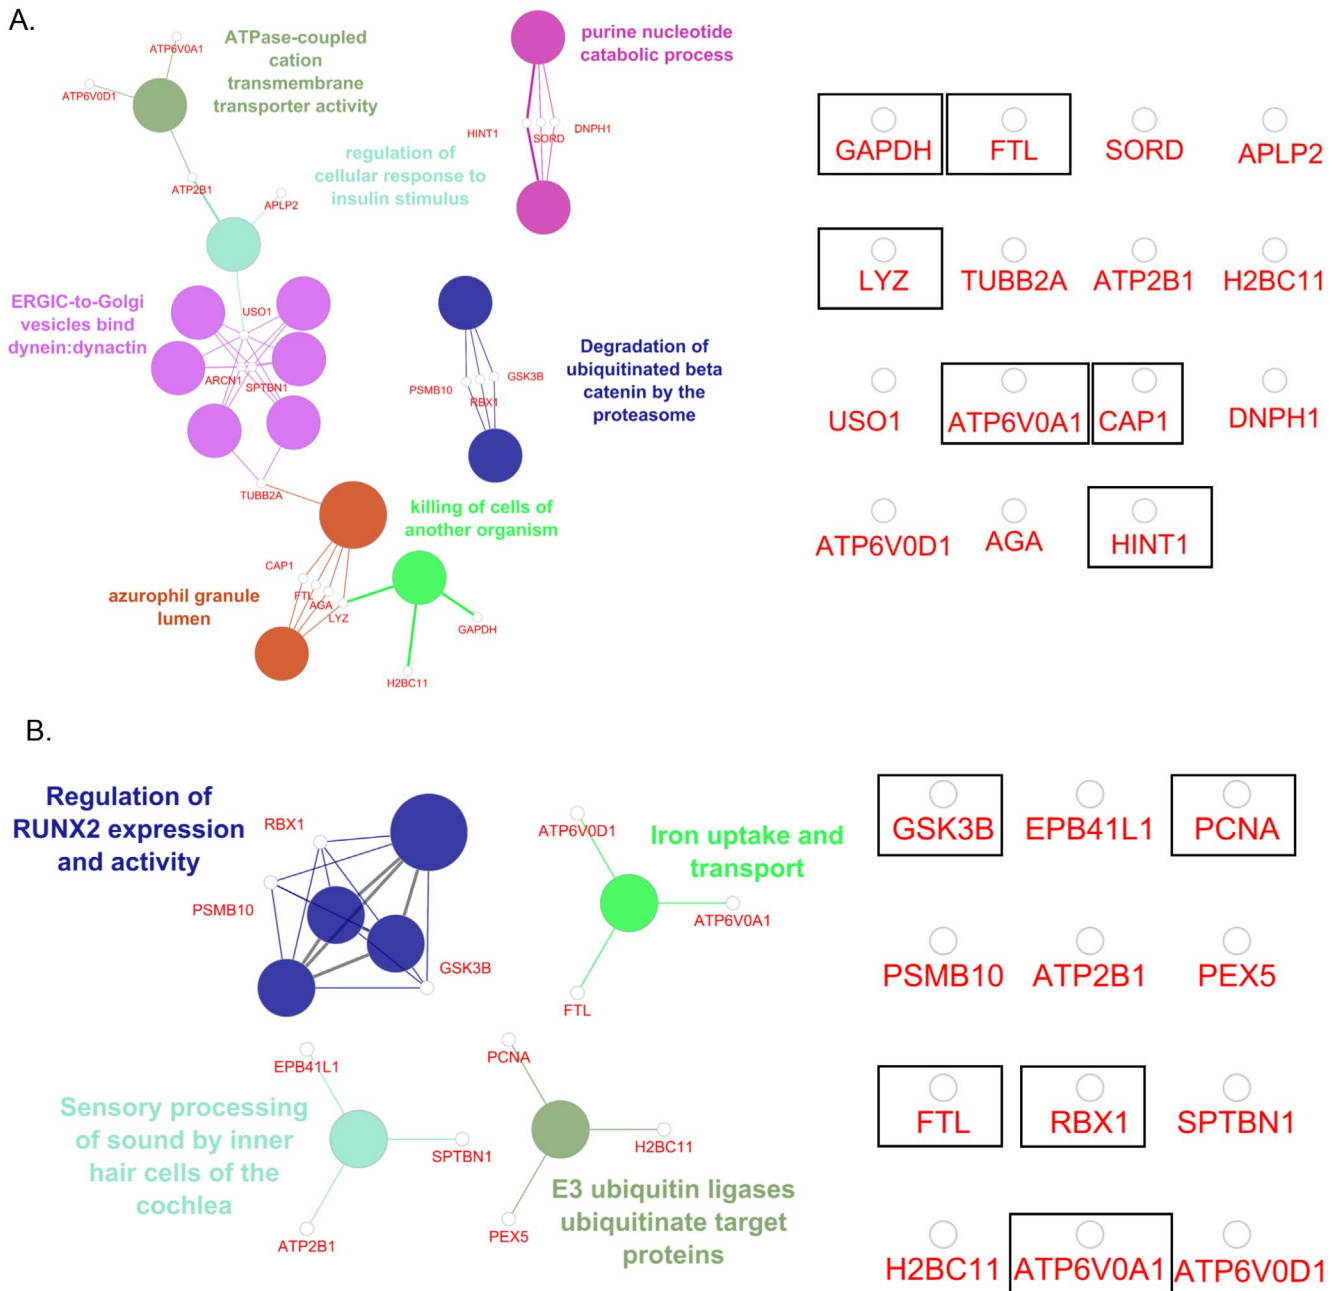 A.
ATP6V0A1
ATP6V0D1
ATPase-coupled
cation
transmembrane
transporter activity
purine nucleotide
catabolic process
HINT1
SORD
DNPH1
ATP2B1
regulation of
cellular response to
insulin stimulus
APLP2
ERGIC-to-Golgi
vesicles bind
dynein:dynactin
USO1
ARCN1
SPTBN1
TUBB2A
PSMB10
RBX1
GSK3B
Degradation of
ubiquitinated beta
catenin by the
proteasome
killing of cells of
another organism
azurophil granule
lumen
CAP1
FTL
AGA
LYZ
GAPDH
H2BC11
GAPDH FTL SORD APLP2
LYZ TUBB2A ATP2B1 H2BC11
USO1 ATP6V0A1 CAP1 DNPH1
ATP6V0D1 AGA HINT1
B.
Regulation of
RUNX2 expression
and activity
RBX1
PSMB10
GSK3B
ATP6V0D1
Iron uptake and
transport
ATP6V0A1
FTL
EPB41L1
Sensory processing
of sound by inner
hair cells of the
cochlea
SPTBN1
ATP2B1
PCNA
H2BC11
PEX5
E3 ubiquitin ligases
ubiquitinate target
proteins
GSK3B EPB41L1 PCNA
PSMB10 ATP2B1 PEX5
FTL RBX1 SPTBN1
H2BC11 ATP6V0A1 ATP6V0D1